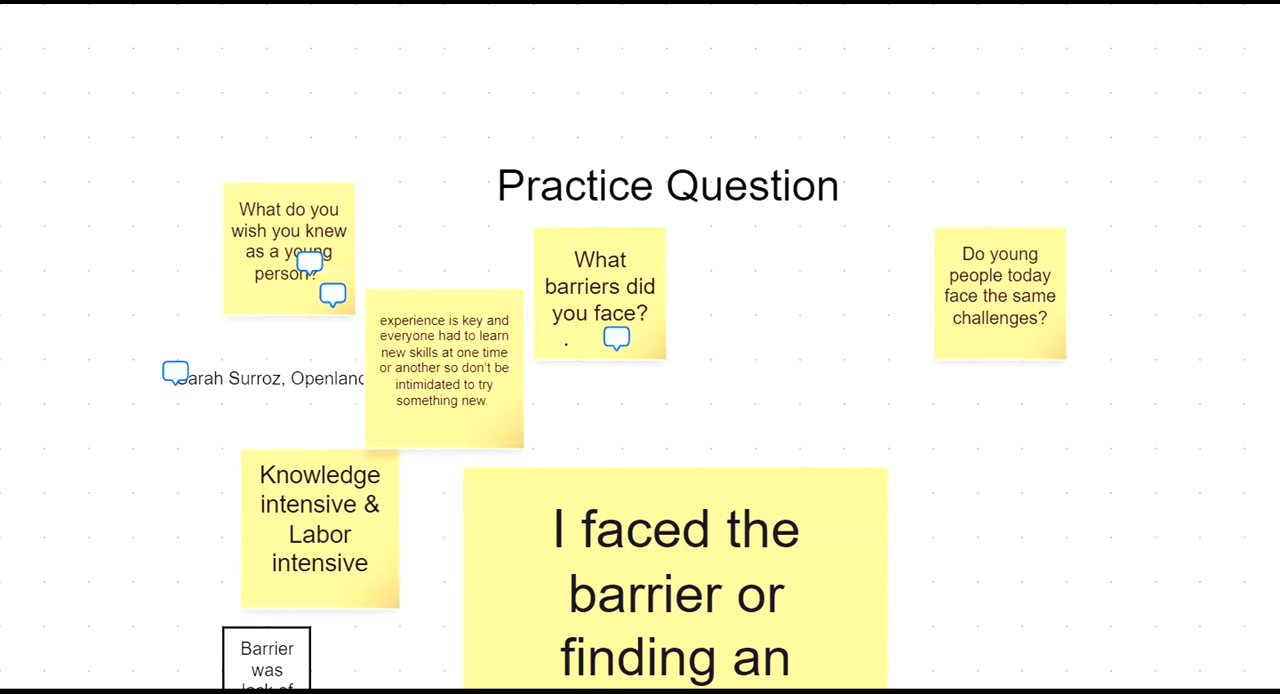 Practice Question
What do you
wish you knew
as a young
person?
What
barriers did
you face?
.
Do young
people today
face the same
challenges?
experience is key and
everyone had to learn
new skills at one time
or another so don't be
intimidated to try
something new.
Surroz,
Knowledge
intensive &
Labor
intensive
I faced the
barrier or
finding an
Barrier
was
lack of